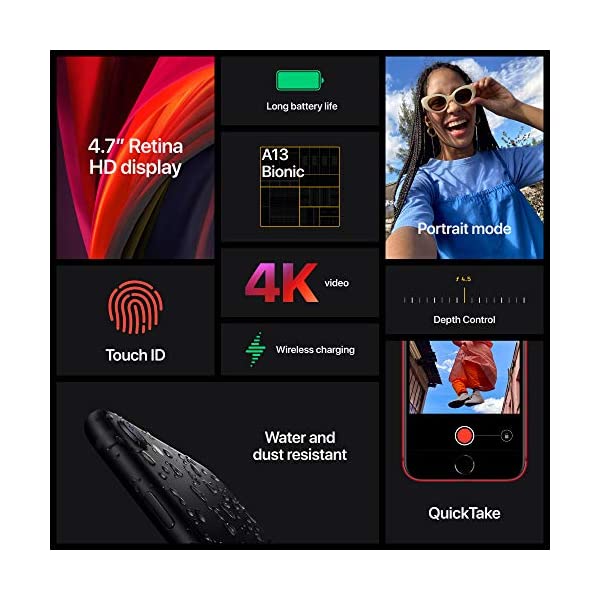 4.7” Retina
HD display
Long battery life
A13
Bionic
Portrait mode
4K video
Touch ID
Wireless charging
ƒ 4.5
Depth Control
Water and
dust resistant
QuickTake